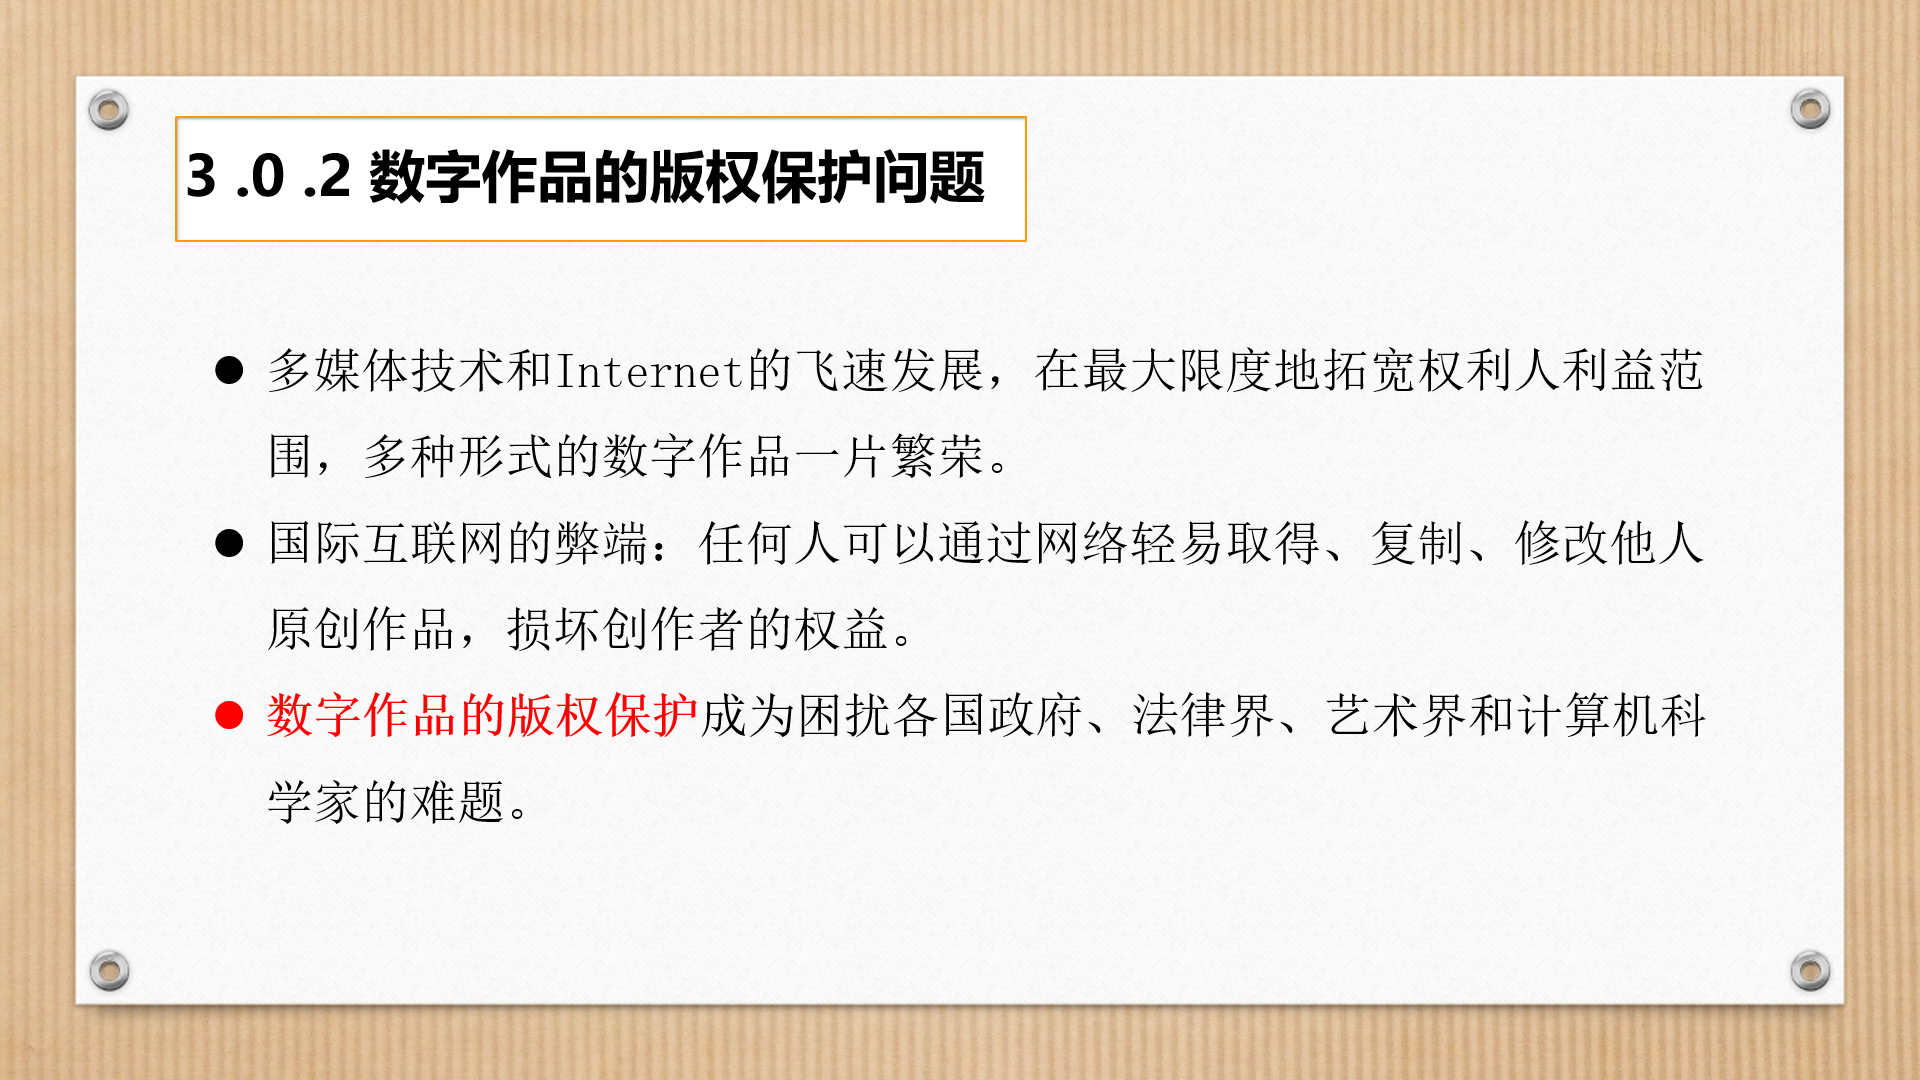 3 .0 .2 数字作品的版权保护问题
● 多媒体技术和Internet的飞速发展，在最大限度地拓宽权利人利益范
围，多种形式的数字作品一片繁荣。
● 国际互联网的弊端：任何人可以通过网络轻易取得、复制、修改他人
原创作品，损坏创作者的权益。
● 数字作品的版权保护成为困扰各国政府、法律界、艺术界和计算机科
学家的难题。